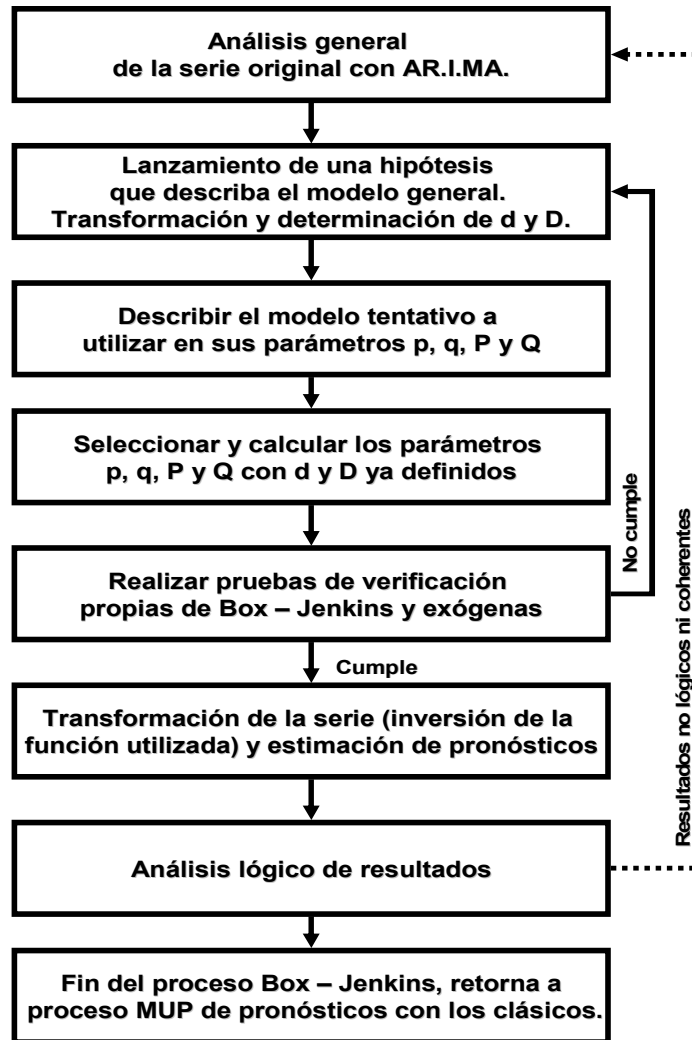 Análisis general
de la serie original con AR.I.MA.
Lanzamiento de una hipótesis
que describa el modelo general.
Transformación y determinación de d y D.
Describir el modelo tentativo a
utilizar en sus parámetros p, q, P y Q
Seleccionar y calcular los parámetros
p, q, P y Q con d y D ya definidos
Realizar pruebas de verificación
propias de Box – Jenkins y exógenas
No cumple
Cumple
Transformación de la serie (inversión de la
función utilizada) y estimación de pronósticos
Resultados no lógicos ni coherentes
Análisis lógico de resultados
Fin del proceso Box – Jenkins, retorna a
proceso MUP de pronósticos con los clásicos.